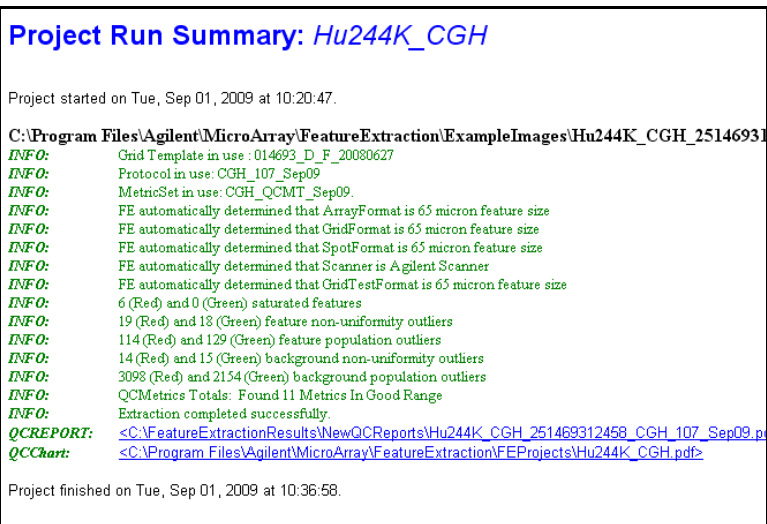 Project Run Summary: Hu244K_CGH
Project started on Tue, Sep 01, 2009 at 10:20:47.
C:\Program Files\Agilent\MicroArray\FeatureExtraction\ExampleImages\Hu244K_CGH_25146931
INFO: Grid Template in use : 014693_D_F_20080627
INFO: Protocol in use: CGH_107_Sep09
INFO: MetricSet in use: CGH_QCMT_Sep09.
INFO: FE automatically determined that ArrayFormat is 65 micron feature size
INFO: FE automatically determined that GridFormat is 65 micron feature size
INFO: FE automatically determined that SpotFormat is 65 micron feature size
INFO: FE automatically determined that Scanner is Agilent Scanner
INFO: FE automatically determined that GridTestFormat is 65 micron feature size
INFO: 6 (Red) and 0 (Green) saturated features
INFO: 19 (Red) and 18 (Green) feature non-uniformity outliers
INFO: 114 (Red) and 129 (Green) feature population outliers
INFO: 14 (Red) and 15 (Green) background non-uniformity outliers
INFO: 3098 (Red) and 2154 (Green) background population outliers
INFO: QCMetrics Totals: Found 11 Metrics In Good Range
INFO: Extraction completed successfully.
QCREPORT: <C:\FeatureExtractionResults\NewQCReports\Hu244K_CGH_251469312458_CGH_107_Sep09.p
QCChart: <C:\Program Files\Agilent\MicroArray\FeatureExtraction\FEProjects\Hu244K_CGH.pdf>
Project finished on Tue, Sep 01, 2009 at 10:36:58.